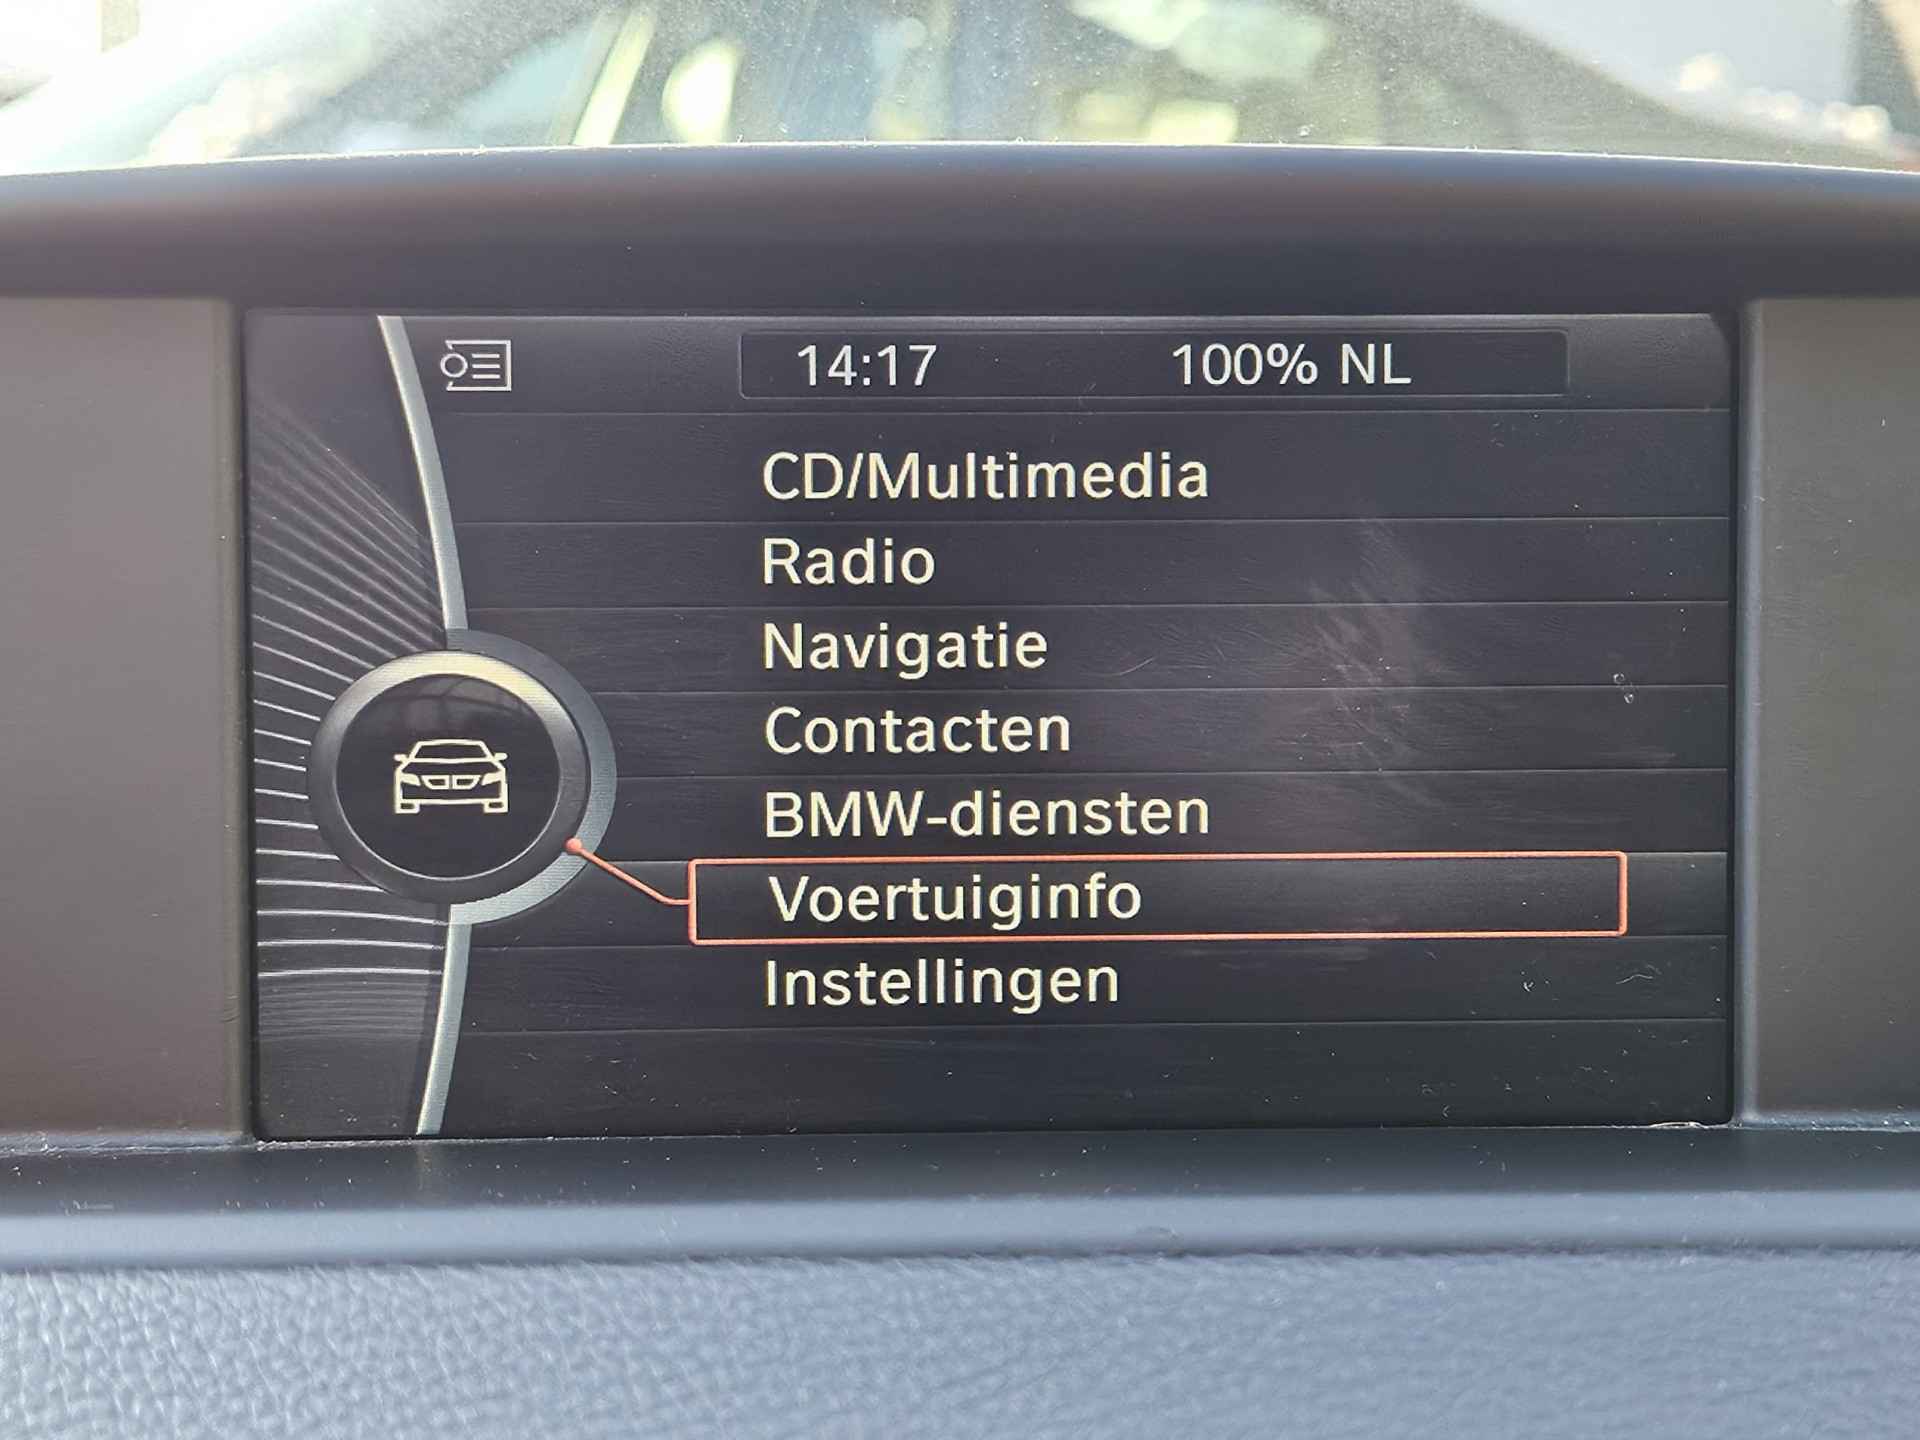 14:17 100% NL
CD/Multimedia
Radio
Navigatie
Contacten
BMW-diensten
Voertuiginfo
Instellingen